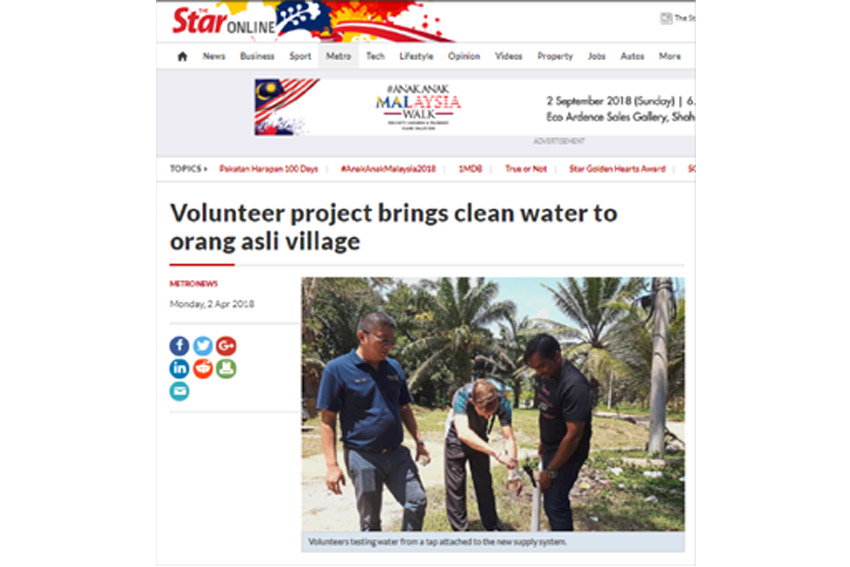 THE
Star ONLINE
The St
News Business Sport Metro Tech Lifestyle Opinion Videos Property Jobs Autos More
#ANAKANAK
MALAYSIA
WALK
2 September 2018 (Sunday) | 6.
Eco Ardence Sales Gallery, Shah
ADVERTISEMENT
TOPICS Pakatan Harapan 100 Days | #AnakAnakMalaysia2018 | 1MDB | True or Not | Star Golden Hearts Award |
Volunteer project brings clean water to
orang asli village
METRO NEWS
Monday, 2 Apr 2018
Volunteers testing water from a tap attached to the new supply system.